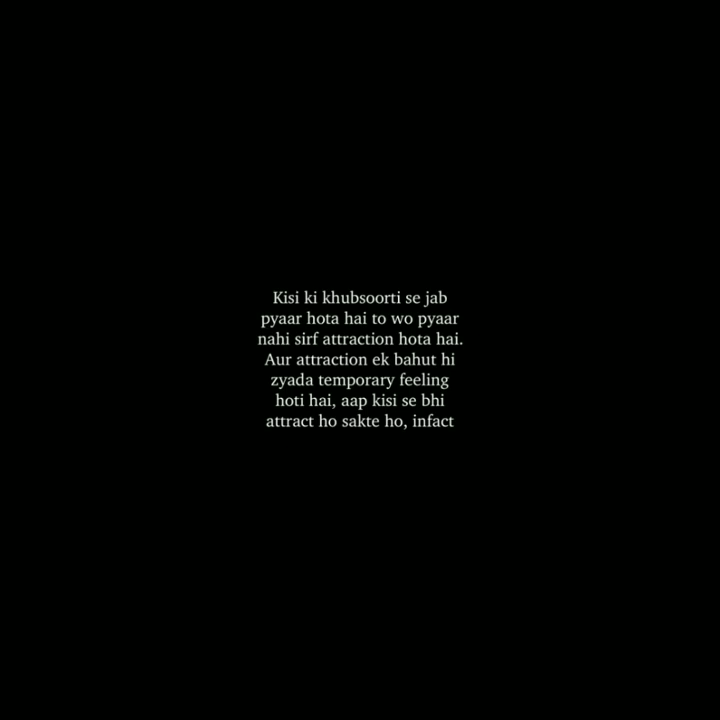 Kisi ki khubsoorti se jab
pyaar hota hai to wo pyaar
nahi sirf attraction hota hai.
Aur attraction ek bahut hi
zyada temporary feeling
hoti hai, aap kisi se bhi
attract ho sakte ho, infact